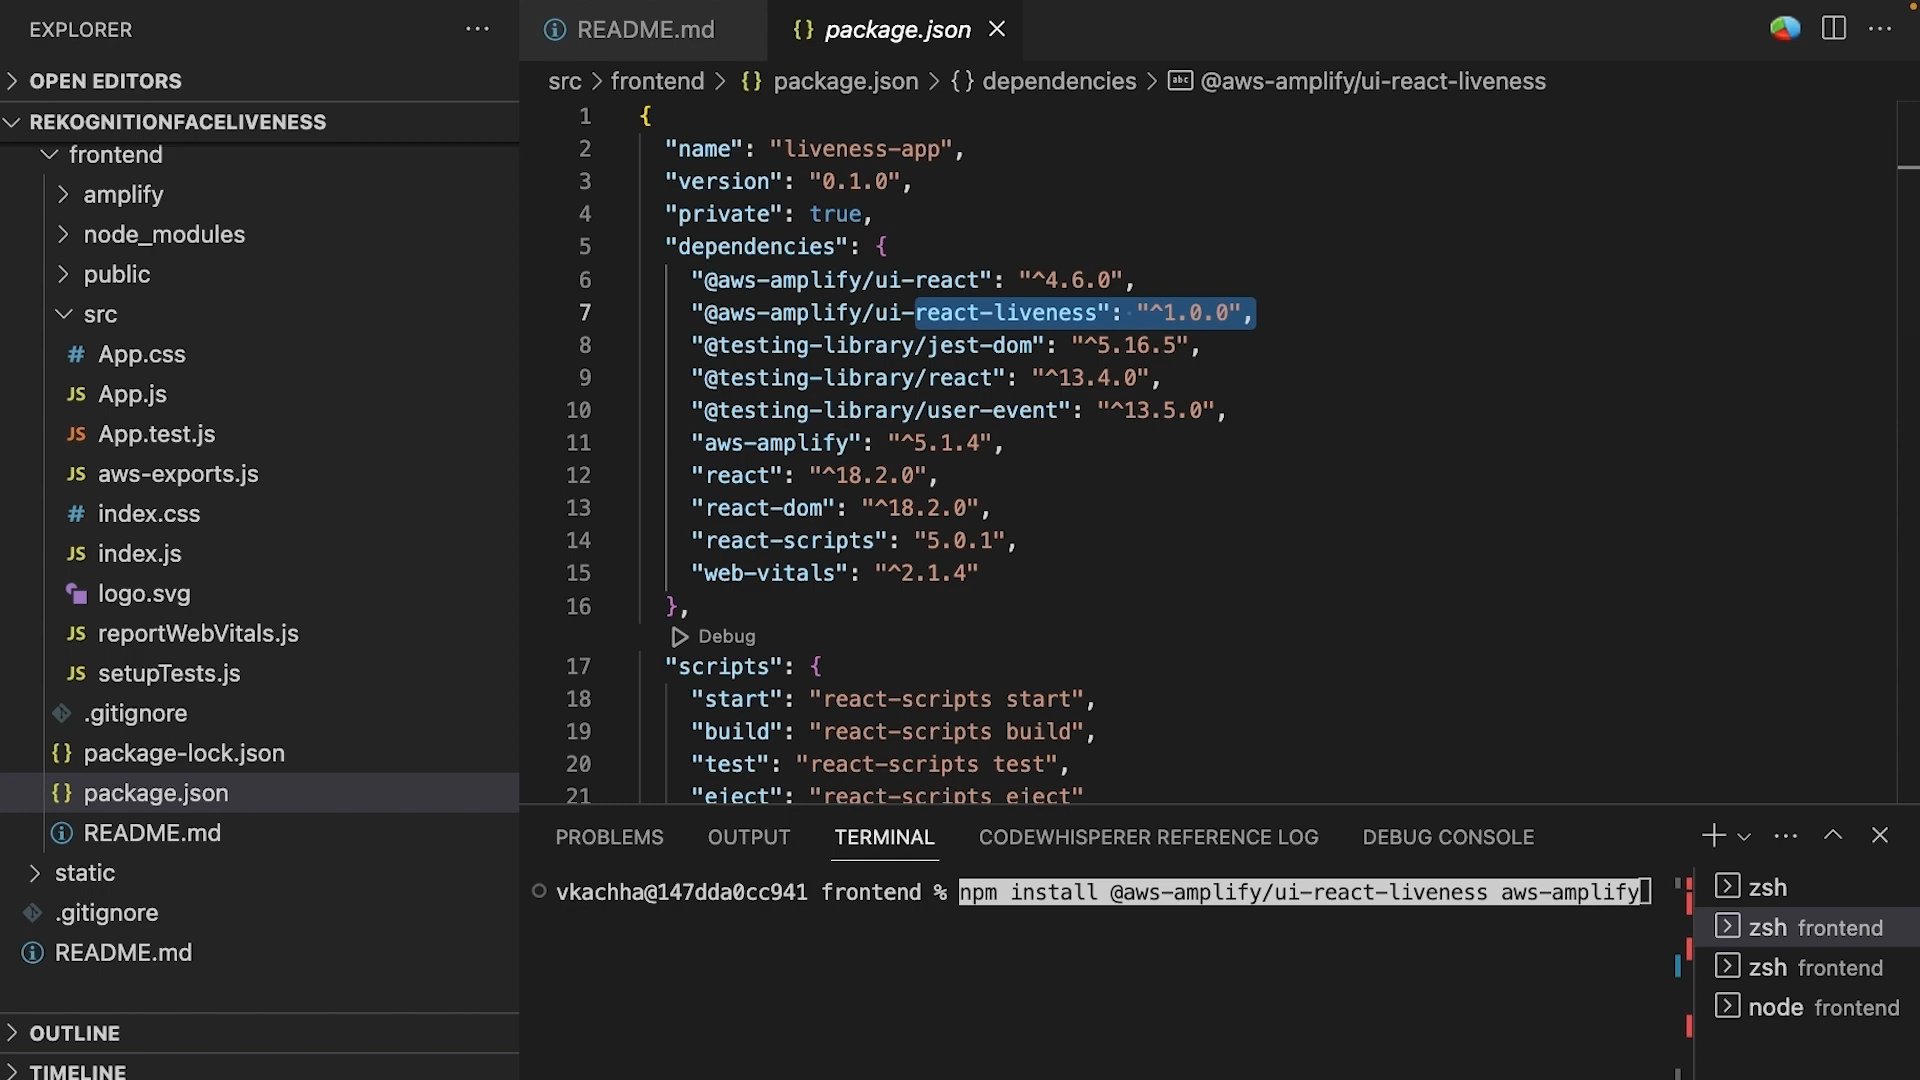 EXPLORER
OPEN EDITORS
REKOGNITIONFACELIVENESS
frontend
amplify
node_modules
public
src
# App.css
JS App.js
JS App.test.js
JS aws-exports.js
# index.css
JS index.js
logo.svg
JS reportWebVitals.js
JS setupTests.js
.gitignore
{} package-lock.json
{} package.json
README.md
static
.gitignore
README.md
OUTLINE
TIMELINE
README.md
{} package.json
src > frontend > {} package.json > {} dependencies > abc @aws-amplify/ui-react-liveness
1 {
2 "name": "liveness-app",
3 "version": "0.1.0",
4 "private": true,
5 "dependencies": {
6 "@aws-amplify/ui-react": "^4.6.0",
7 "@aws-amplify/ui-react-liveness": "^1.0.0",
8 "@testing-library/jest-dom": "^5.16.5",
9 "@testing-library/react": "^13.4.0",
10 "@testing-library/user-event": "^13.5.0",
11 "aws-amplify": "^5.1.4",
12 "react": "^18.2.0",
13 "react-dom": "^18.2.0",
14 "react-scripts": "5.0.1",
15 "web-vitals": "^2.1.4"
16 },
Debug
17 "scripts": {
18 "start": "react-scripts start",
19 "build": "react-scripts build",
20 "test": "react-scripts test",
21 "eject": "react-scripts eject"
PROBLEMS OUTPUT TERMINAL CODEWHISPERER REFERENCE LOG DEBUG CONSOLE
vkachha@147dda0cc941 frontend % npm install @aws-amplify/ui-react-liveness aws-amplify
zsh
zsh frontend
zsh frontend
node frontend